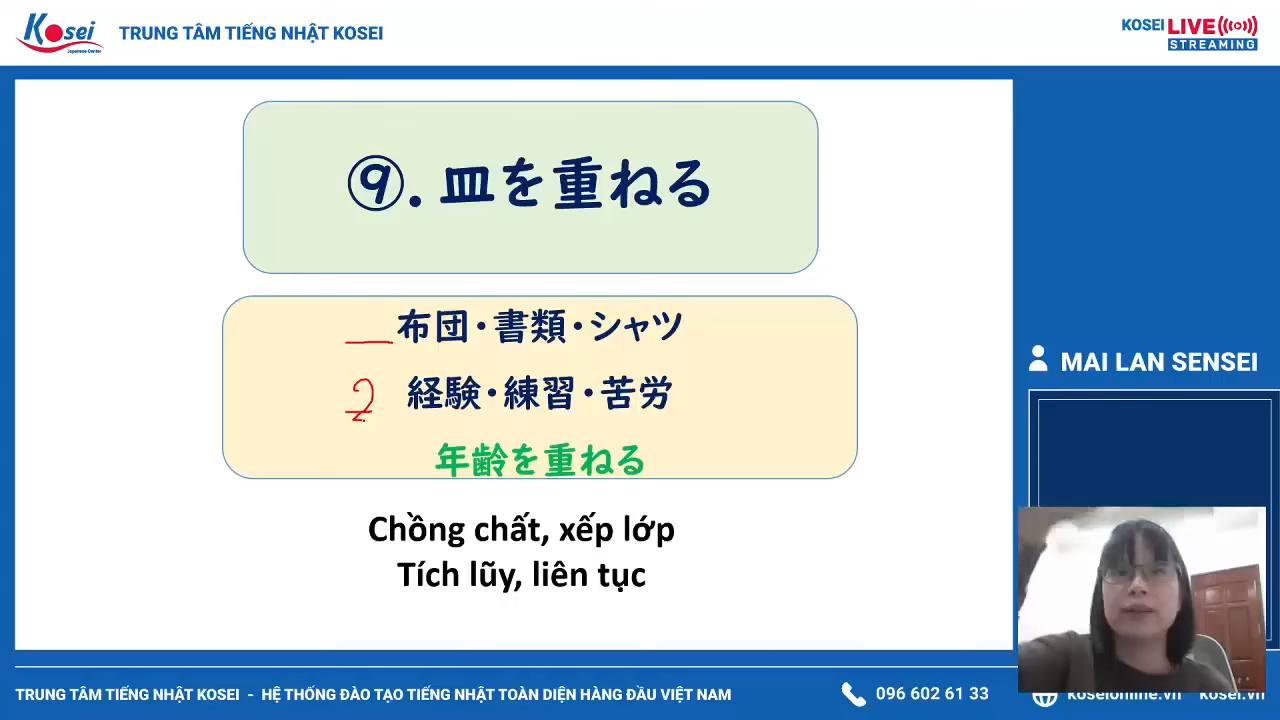 Kosei
Japanese Center
TRUNG TÂM TIẾNG NHẬT KOSEI
KOSEI LIVE
STREAMING
⑨. 皿を重ねる
布団・書類・シャツ
2 経験・練習・苦労
年齢を重ねる
Chồng chất, xếp lớp
Tích lũy, liên tục
MAI LAN SENSEI
TRUNG TÂM TIẾNG NHẬT KOSEI - HỆ THỐNG ĐÀO TẠO TIẾNG NHẬT TOÀN DIỆN HÀNG ĐẦU VIỆT NAM
096 602 61 33
koseionline.vn kosei.vn